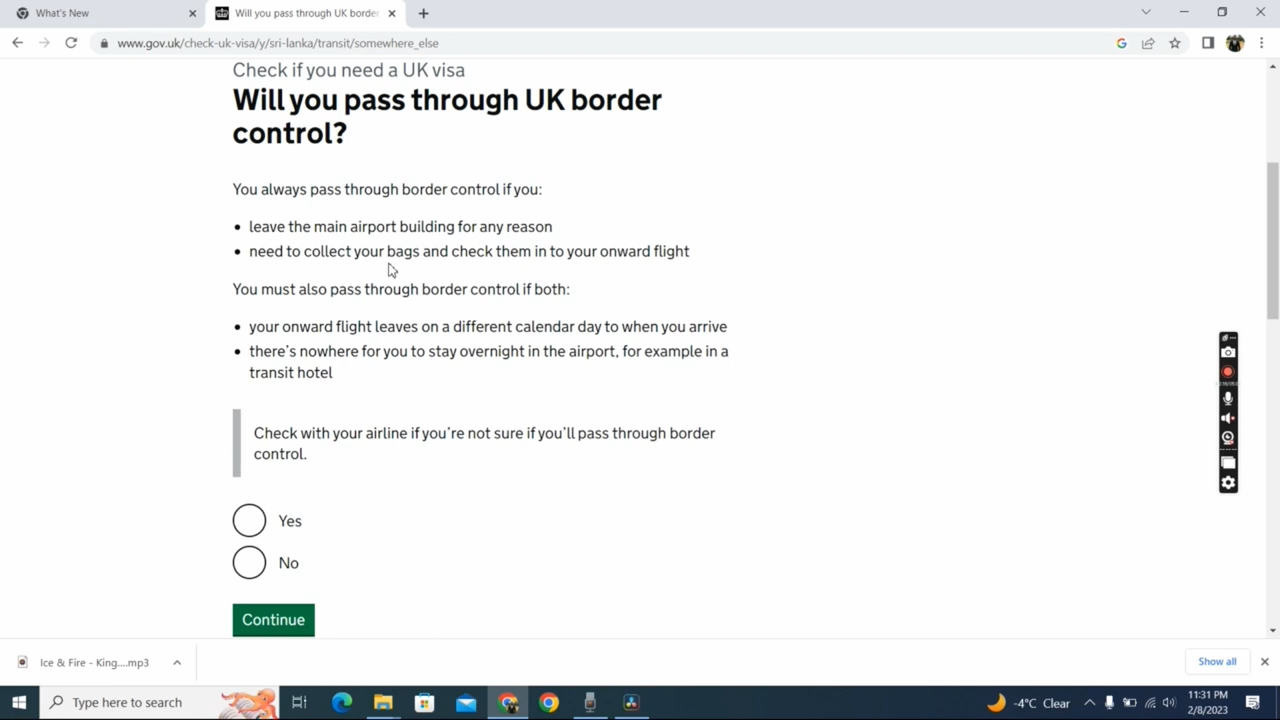 What's New
Will you pass through UK borde
www.gov.uk/check-uk-visa/y/sri-lanka/transit/somewhere_else
Check if you need a UK visa
Will you pass through UK border
control?
You always pass through border control if you:
leave the main airport building for any reason
need to collect your bags and check them in to your onward flight
You must also pass through border control if both:
your onward flight leaves on a different calendar day to when you arrive
there's nowhere for you to stay overnight in the airport, for example in a
transit hotel
Check with your airline if you're not sure if you'll pass through border
control.
Yes
No
Continue
Ice & Fire - King....mp3
Show all
Type here to search
-4°C Clear
11:31 PM
2/8/2023